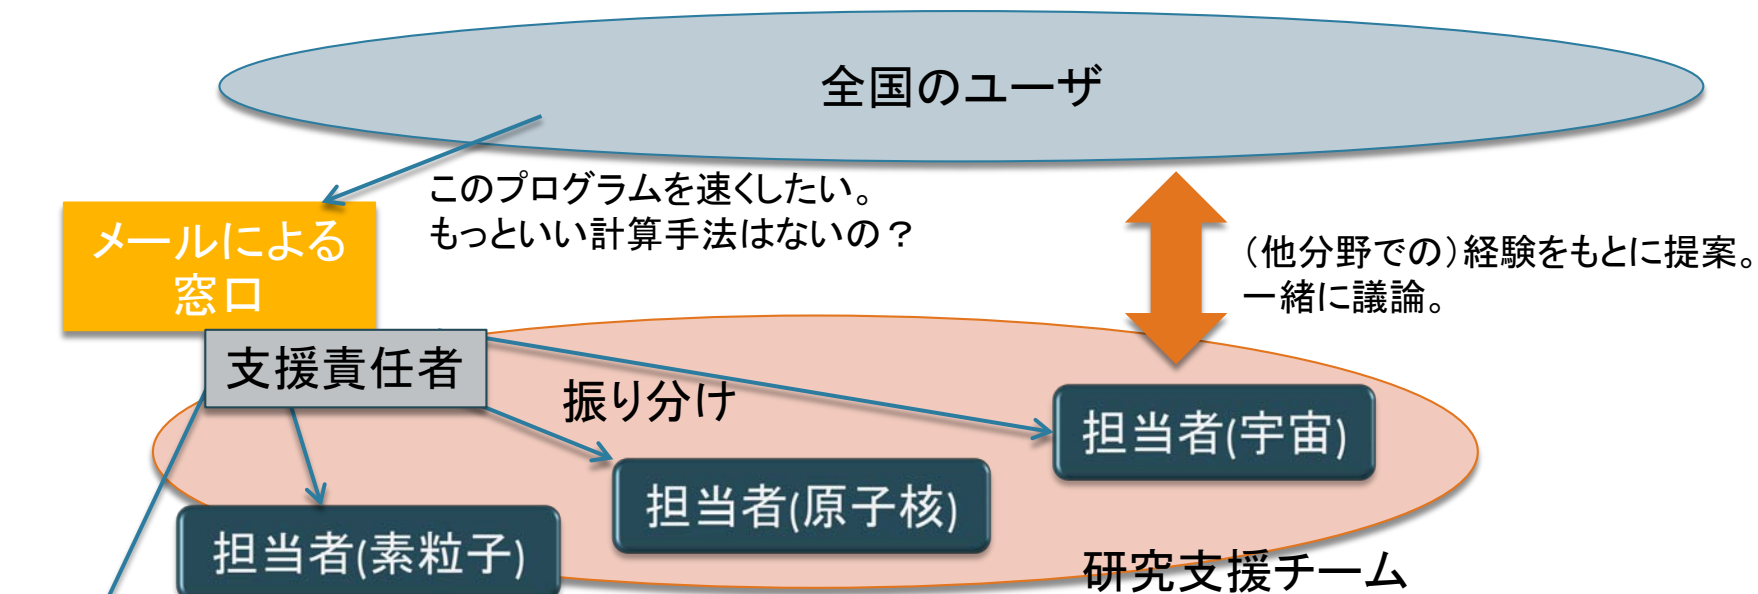 全国のユーザ
このプログラムを速くしたい。
もっといい計算手法はないの？
メールによる
窓口
（他分野での）経験をもとに提案。
一緒に議論。
支援責任者
振り分け
担当者(宇宙)
担当者(原子核)
担当者(素粒子)
研究支援チーム